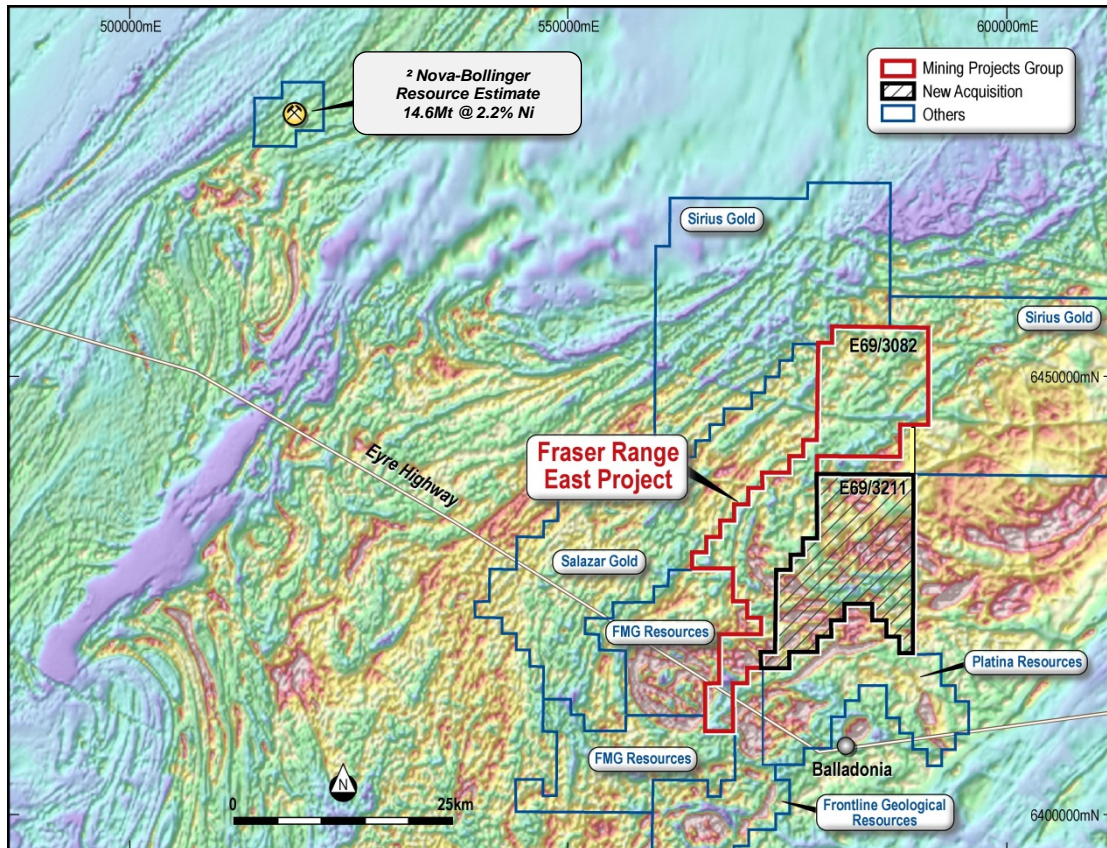 500000mE
550000mE
600000mE
² Nova-Bollinger
Resource Estimate
14.6Mt @ 2.2% Ni
Mining Projects Group
New Acquisition
Others
Sirius Gold
Sirius Gold
E69/3082
6450000mN
Fraser Range
East Project
Eyre Highway
E69/3211
Salazar Gold
FMG Resources
Platina Resources
FMG Resources
Balladonia
N
0
25km
Frontline Geological
Resources
6400000mN